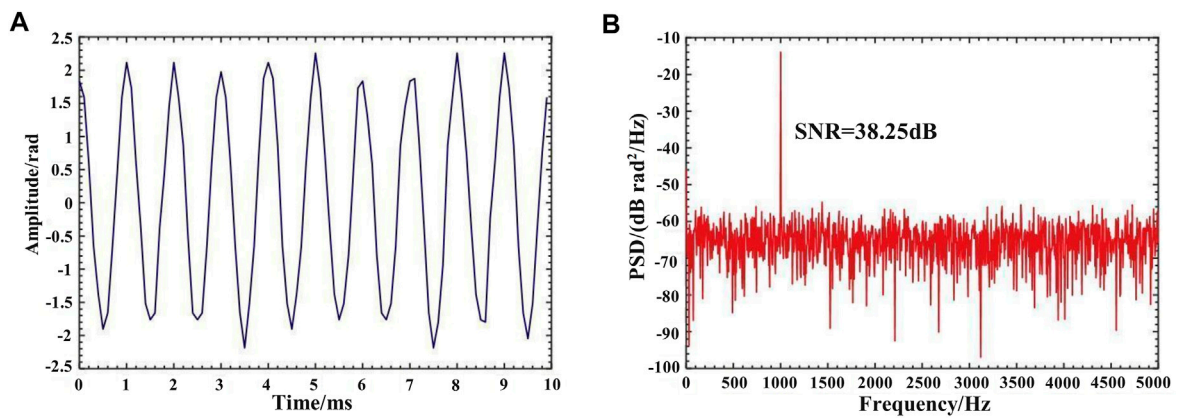 A
2.5
2
1.5
1
0.5
0
-0.5
-1
-1.5
-2
-2.5
Amplitude/rad
0 1 2 3 4 5 6 7 8 9 10
Time/ms
B
-10
-20
-30
-40
-50
-60
-70
-80
-90
-100
PSD/(dB rad²/Hz)
SNR=38.25dB
0 500 1000 1500 2000 2500 3000 3500 4000 4500 5000
Frequency/Hz